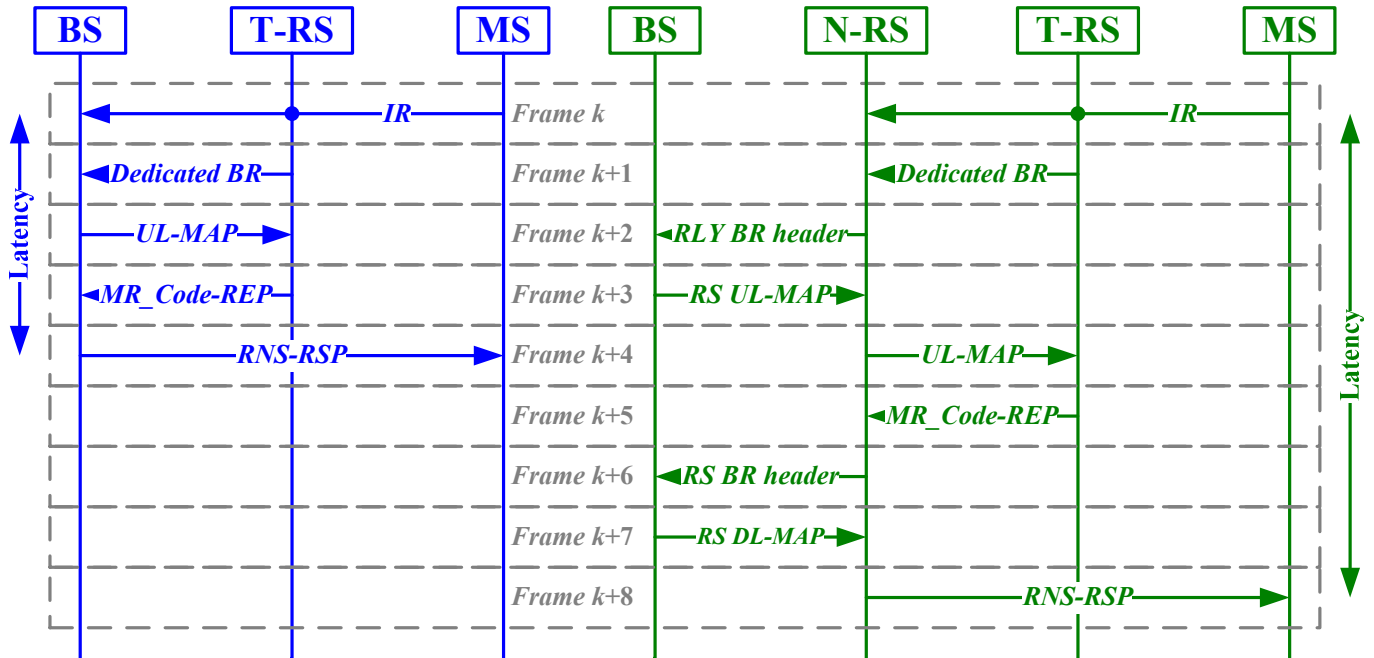 BS T-RS MS BS N-RS T-RS MS
IR Frame k IR
Dedicated BR Frame k+1 Dedicated BR
UL-MAP Frame k+2 RLY BR header
MR_Code-REP Frame k+3 RS UL-MAP
RNS-RSP Frame k+4 UL-MAP
Frame k+5 MR_Code-REP
Frame k+6 RS BR header
Frame k+7 RS DL-MAP
Frame k+8 RNS-RSP
Latency
Latency